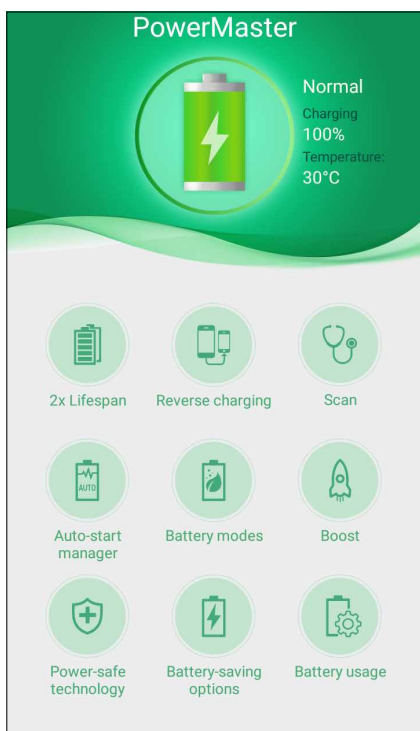 PowerMaster
Normal
Charging
100%
Temperature:
30°C
2x Lifespan
Reverse charging
Scan
AUTO
Auto-start
manager
Battery modes
Boost
Power-safe
technology
Battery-saving
options
Battery usage